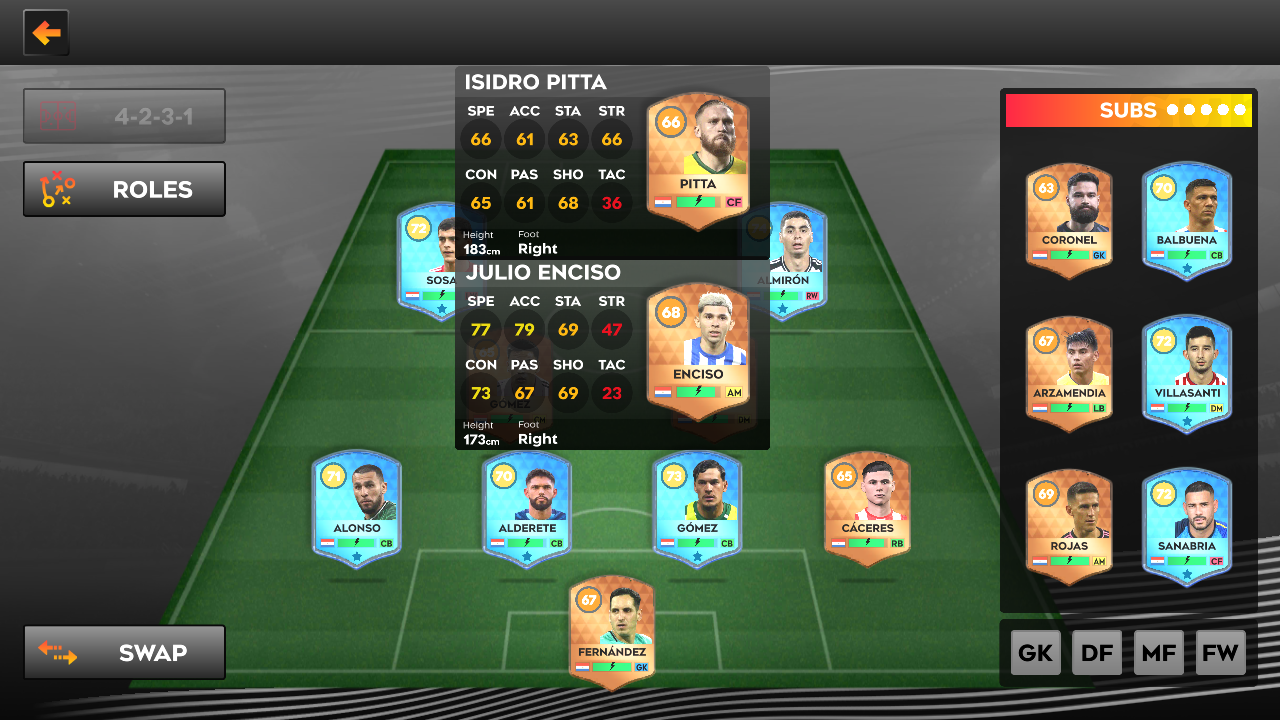 4-2-3-1
ROLES
SWAP
ISIDRO PITTA
SPE ACC STA STR
66 61 63 66
CON PAS SHO TAC
65 61 68 36
Height Foot
183cm Right
66
PITTA
CF
JULIO ENCISO
SPE ACC STA STR
77 79 69 47
CON PAS SHO TAC
73 67 69 23
Height Foot
173cm Right
68
ENCISO
AM
72
SOSA
ALMIRÓN
RW
GÓMEZ
CM
DM
71
ALONSO
CB
70
ALDERETE
CB
73
GÓMEZ
CB
65
CÁCERES
RB
67
FERNÁNDEZ
GK
SUBS
63
CORONEL
GK
70
BALBUENA
CB
67
ARZAMENDIA
LB
72
VILLASANTI
DM
69
ROJAS
AM
72
SANABRIA
CF
GK DF MF FW